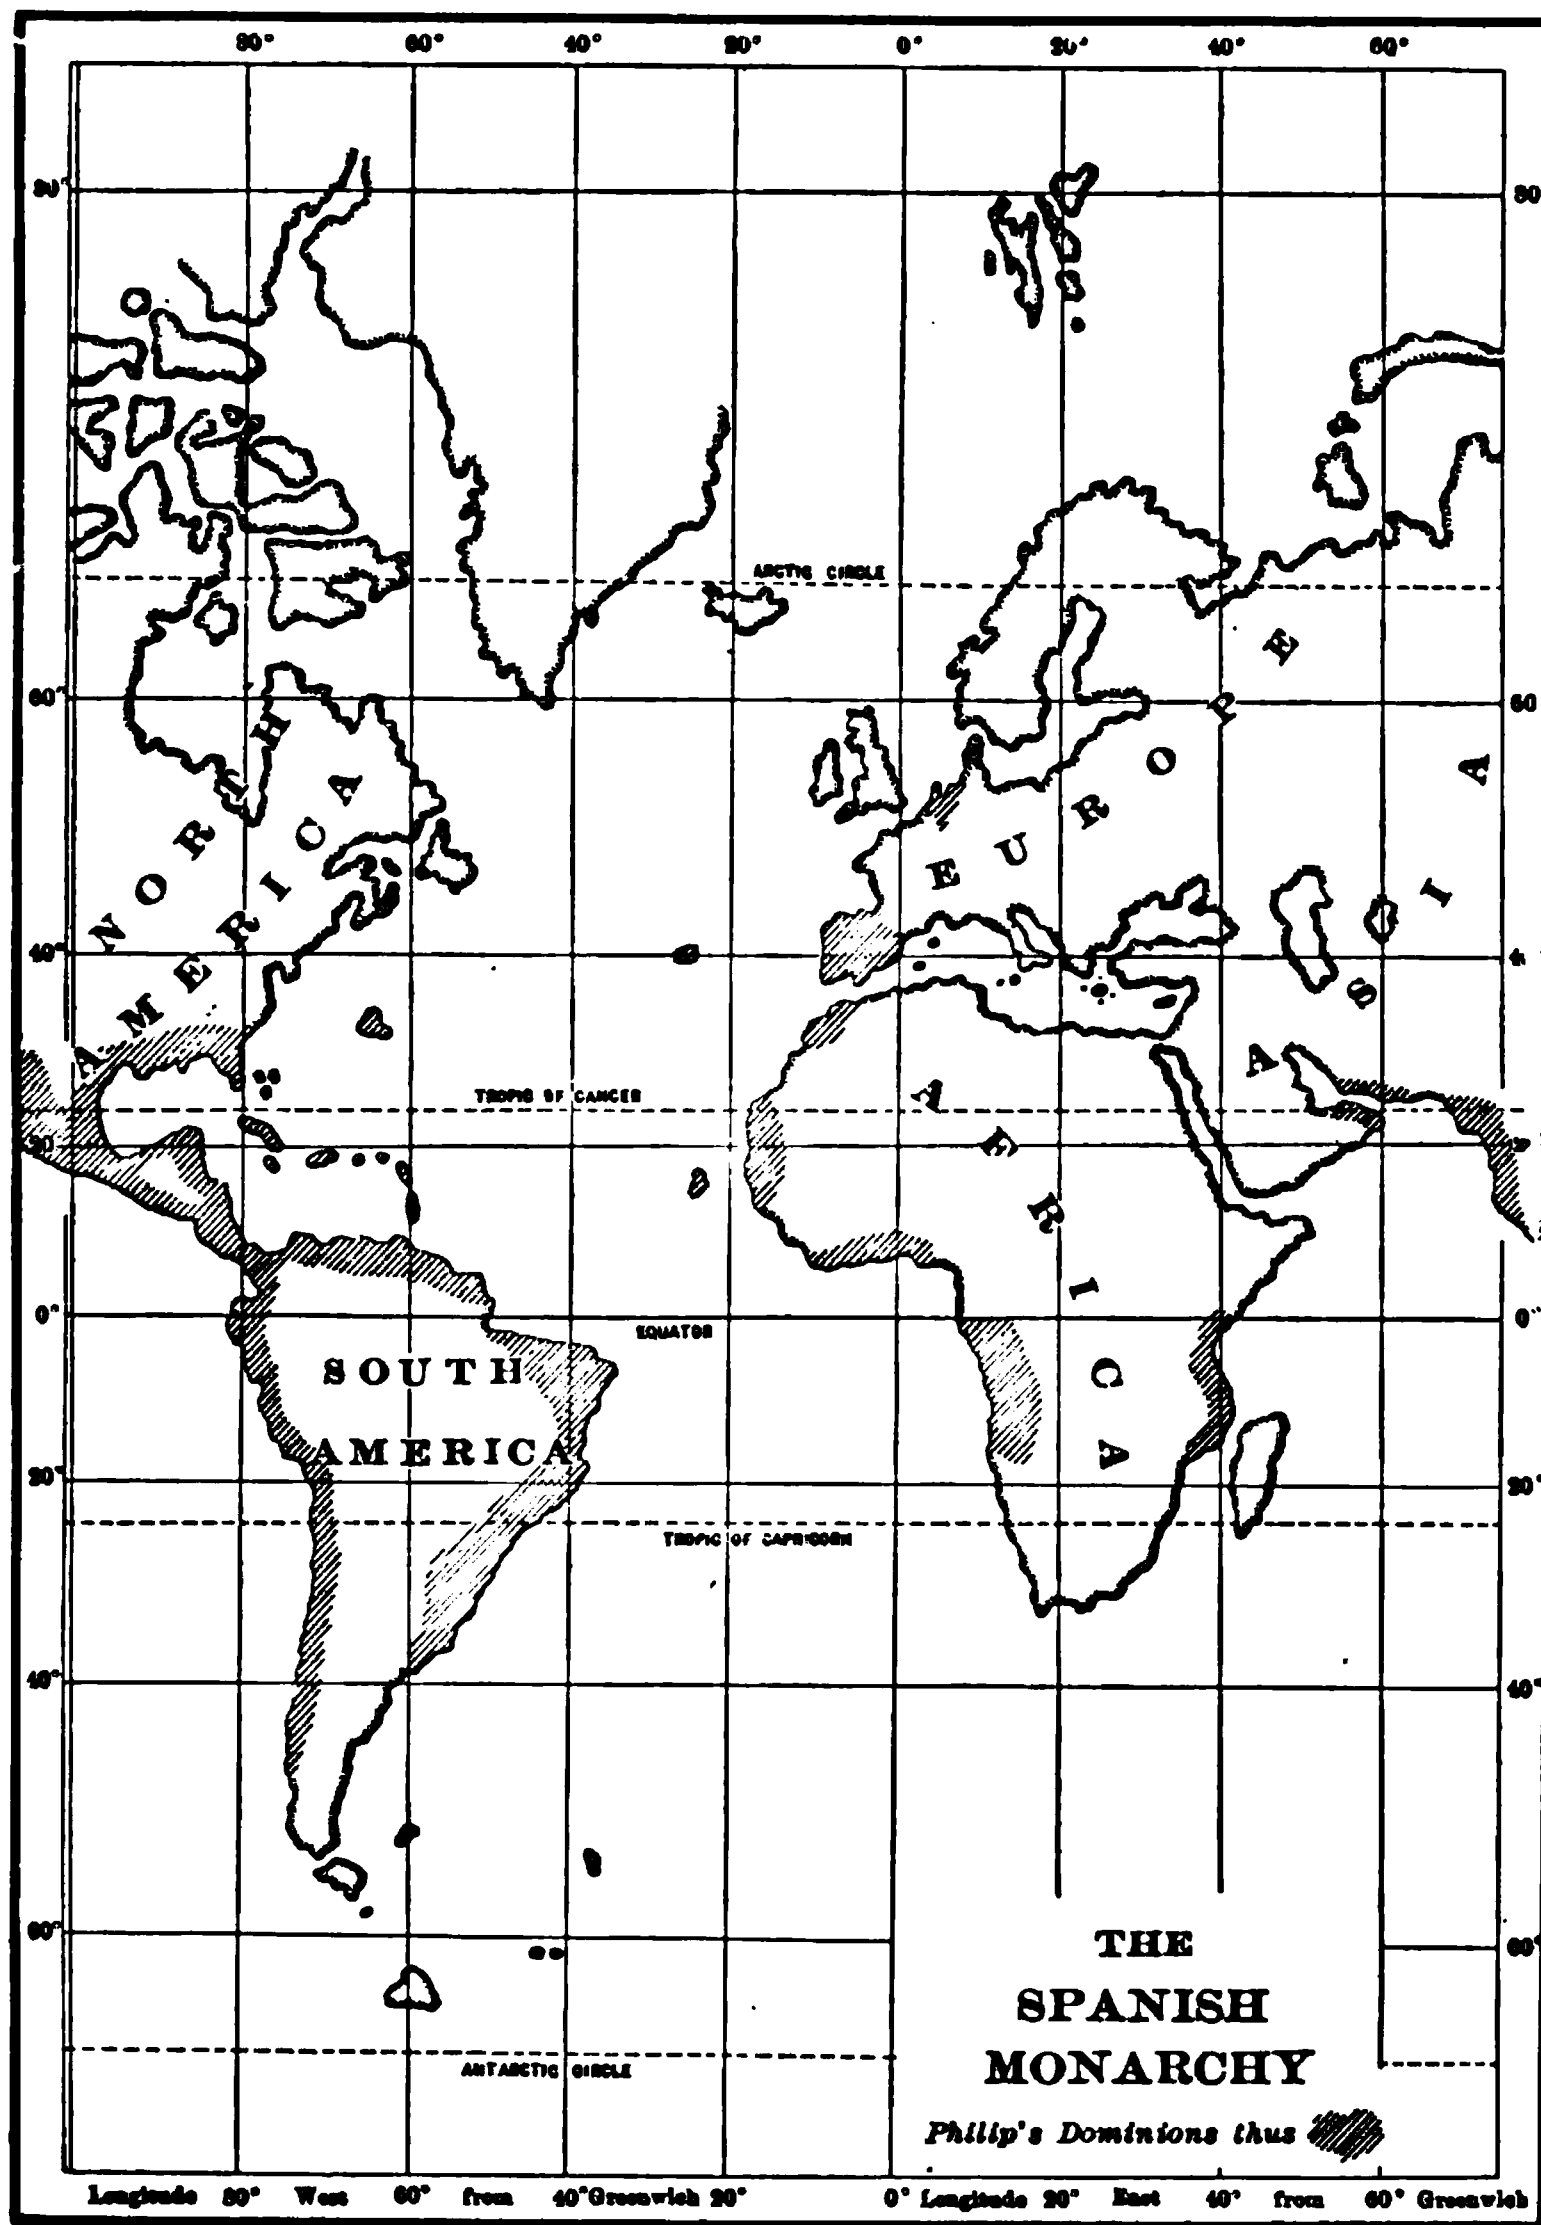 80° 60° 40° 20° 0° 20° 40° 60°
80° 80
ARCTIC CIRCLE
60° 60
NORTH
AMERICA
EUROPE
ASIA
40°
TROPIC OF CANCER
20
AFRICA
0° 0°
EQUATOR
SOUTH
AMERICA
20° 20°
TROPIC OF CAPRICORN
40° 40°
60° 60°
THE
SPANISH
MONARCHY
ANTARCTIC CIRCLE
Philip's Dominions thus
Longitude 80° West 60° from 40° Greenwich 20° 0° Longitude 20° East 40° from 60° Greenwich